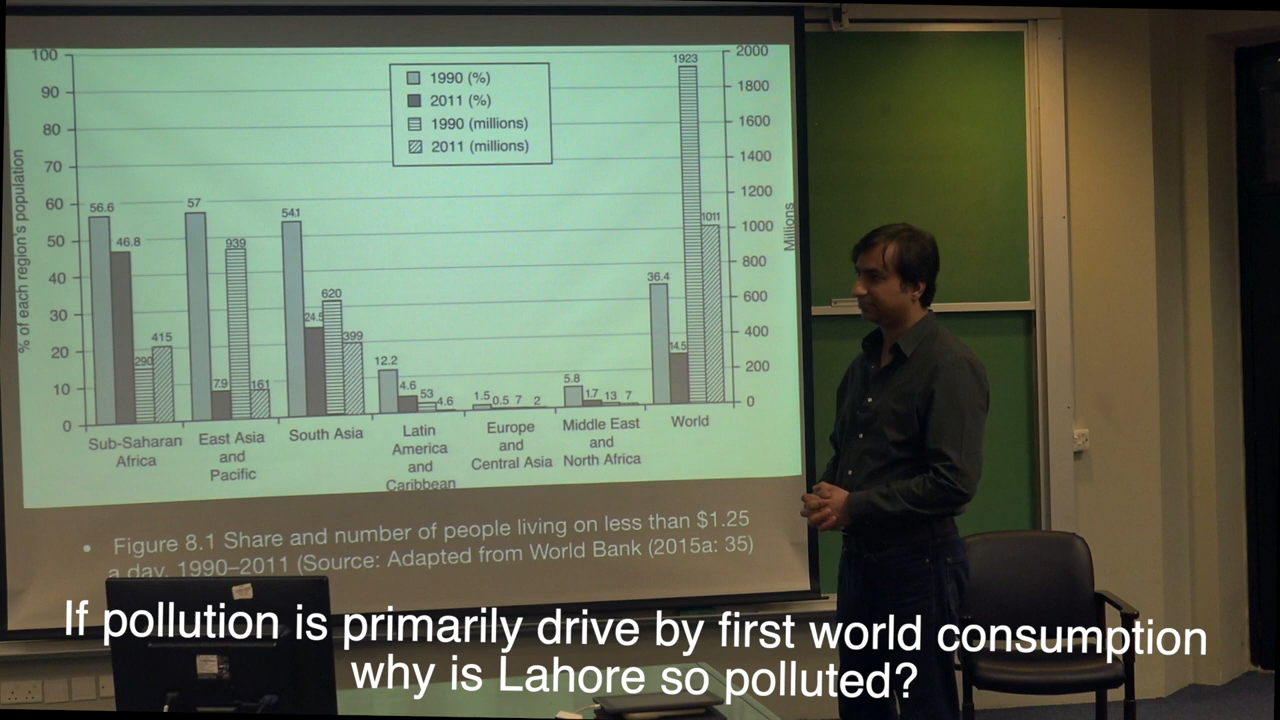 100
90
80
70
60
50
40
30
20
10
0
% of each region's population
2000
1800
1600
1400
1200
1000
800
600
400
200
0
Millions
1990 (%)
2011 (%)
1990 (millions)
2011 (millions)
56.6
46.8
290
415
57
7.9
939
161
54.1
24.5
620
399
12.2
4.6
53
4.6
1.5
0.5
7
2
5.8
1.7
13
7
36.4
14.5
1923
1011
Sub-Saharan
Africa
East Asia
and
Pacific
South Asia
Latin
America
and
Caribbean
Europe
and
Central Asia
Middle East
and
North Africa
World
• Figure 8.1 Share and number of people living on less than $1.25
a day, 1990–2011 (Source: Adapted from World Bank (2015a: 35)
If pollution is primarily drive by first world consumption
why is Lahore so polluted?